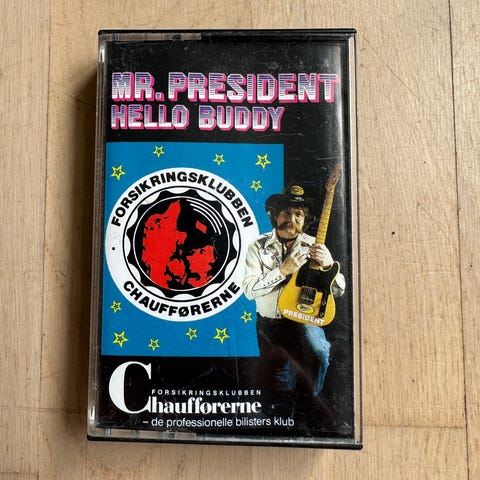 MR. PRESIDENT
HELLO BUDDY
FORSIKRINGSKLUBBEN
CHAUFFØRERNE
PRESIDENT
FORSIKRINGSKLUBBEN
Chaufførerne
– de professionelle bilisters klub